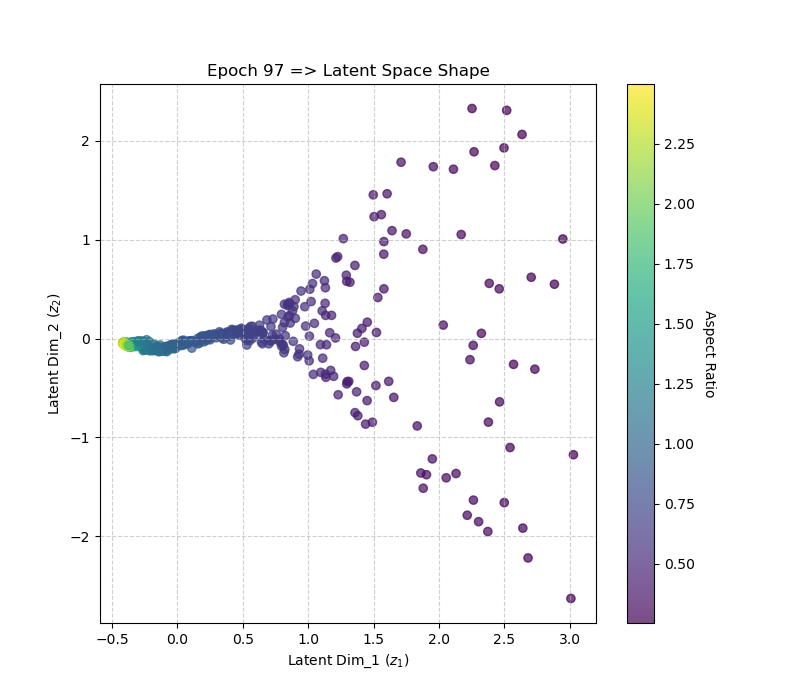 Epoch 97 => Latent Space Shape
2
1
0
−1
−2
Latent Dim_2 (z₂)
−0.5 0.0 0.5 1.0 1.5 2.0 2.5 3.0
Latent Dim_1 (z₁)
2.25
2.00
1.75
1.50
1.25
1.00
0.75
0.50
Aspect Ratio